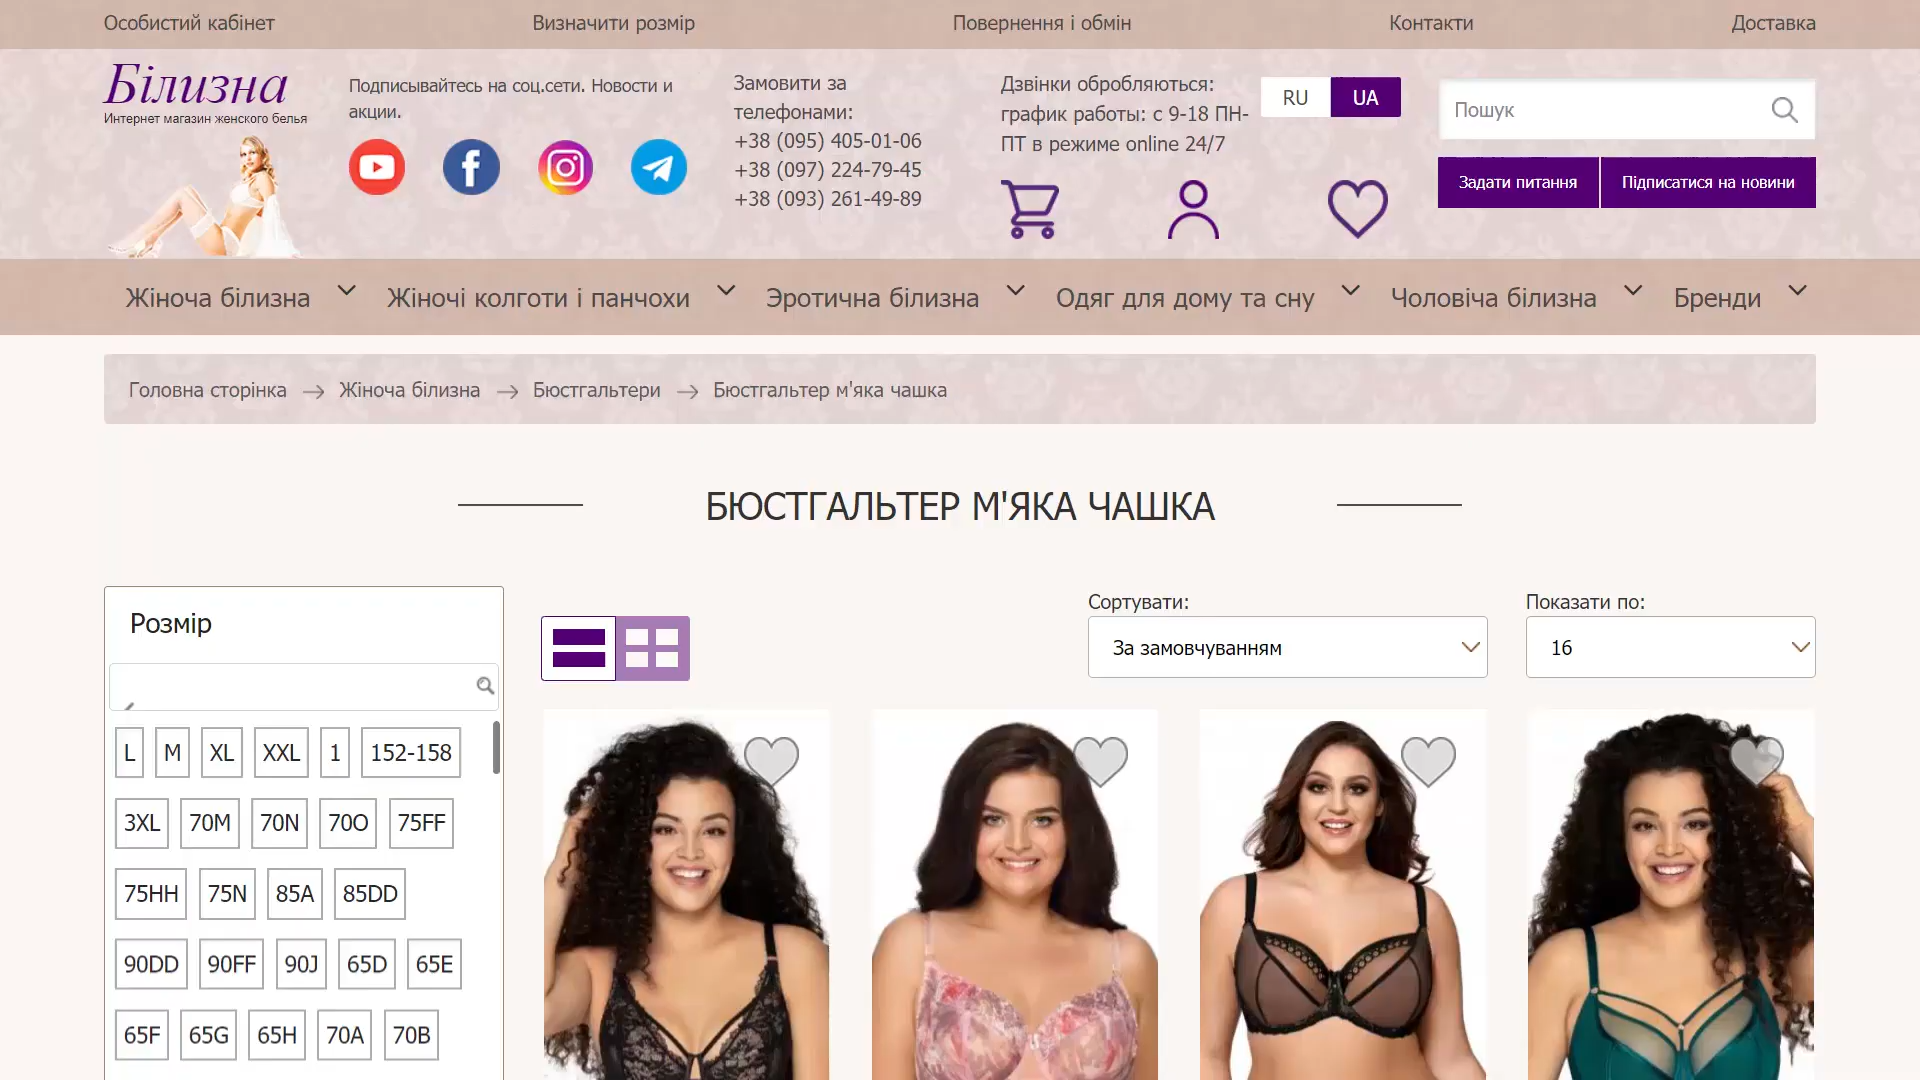 Особистий кабінет
Визначити розмір
Повернення і обмін
Контакти
Доставка
Білизна
Интернет магазин женского белья
Подписывайтесь на соц.сети. Новости и
акции.
Замовити за
телефонами:
+38 (095) 405-01-06
+38 (097) 224-79-45
+38 (093) 261-49-89
Дзвінки обробляються:
график работы: с 9-18 ПН-
ПТ в режиме online 24/7
RU
UA
Пошук
Задати питання
Підписатися на новини
Жіноча білизна
Жіночі колготи і панчохи
Эротична білизна
Одяг для дому та сну
Чоловіча білизна
Бренди
Головна сторінка
Жіноча білизна
Бюстгальтери
Бюстгальтер м'яка чашка
БЮСТГАЛЬТЕР М'ЯКА ЧАШКА
Розмір
L M XL XXL 1 152-158
3XL 70M 70N 70O 75FF
75HH 75N 85A 85DD
90DD 90FF 90J 65D 65E
65F 65G 65H 70A 70B
Сортувати:
За замовчуванням
Показати по:
16